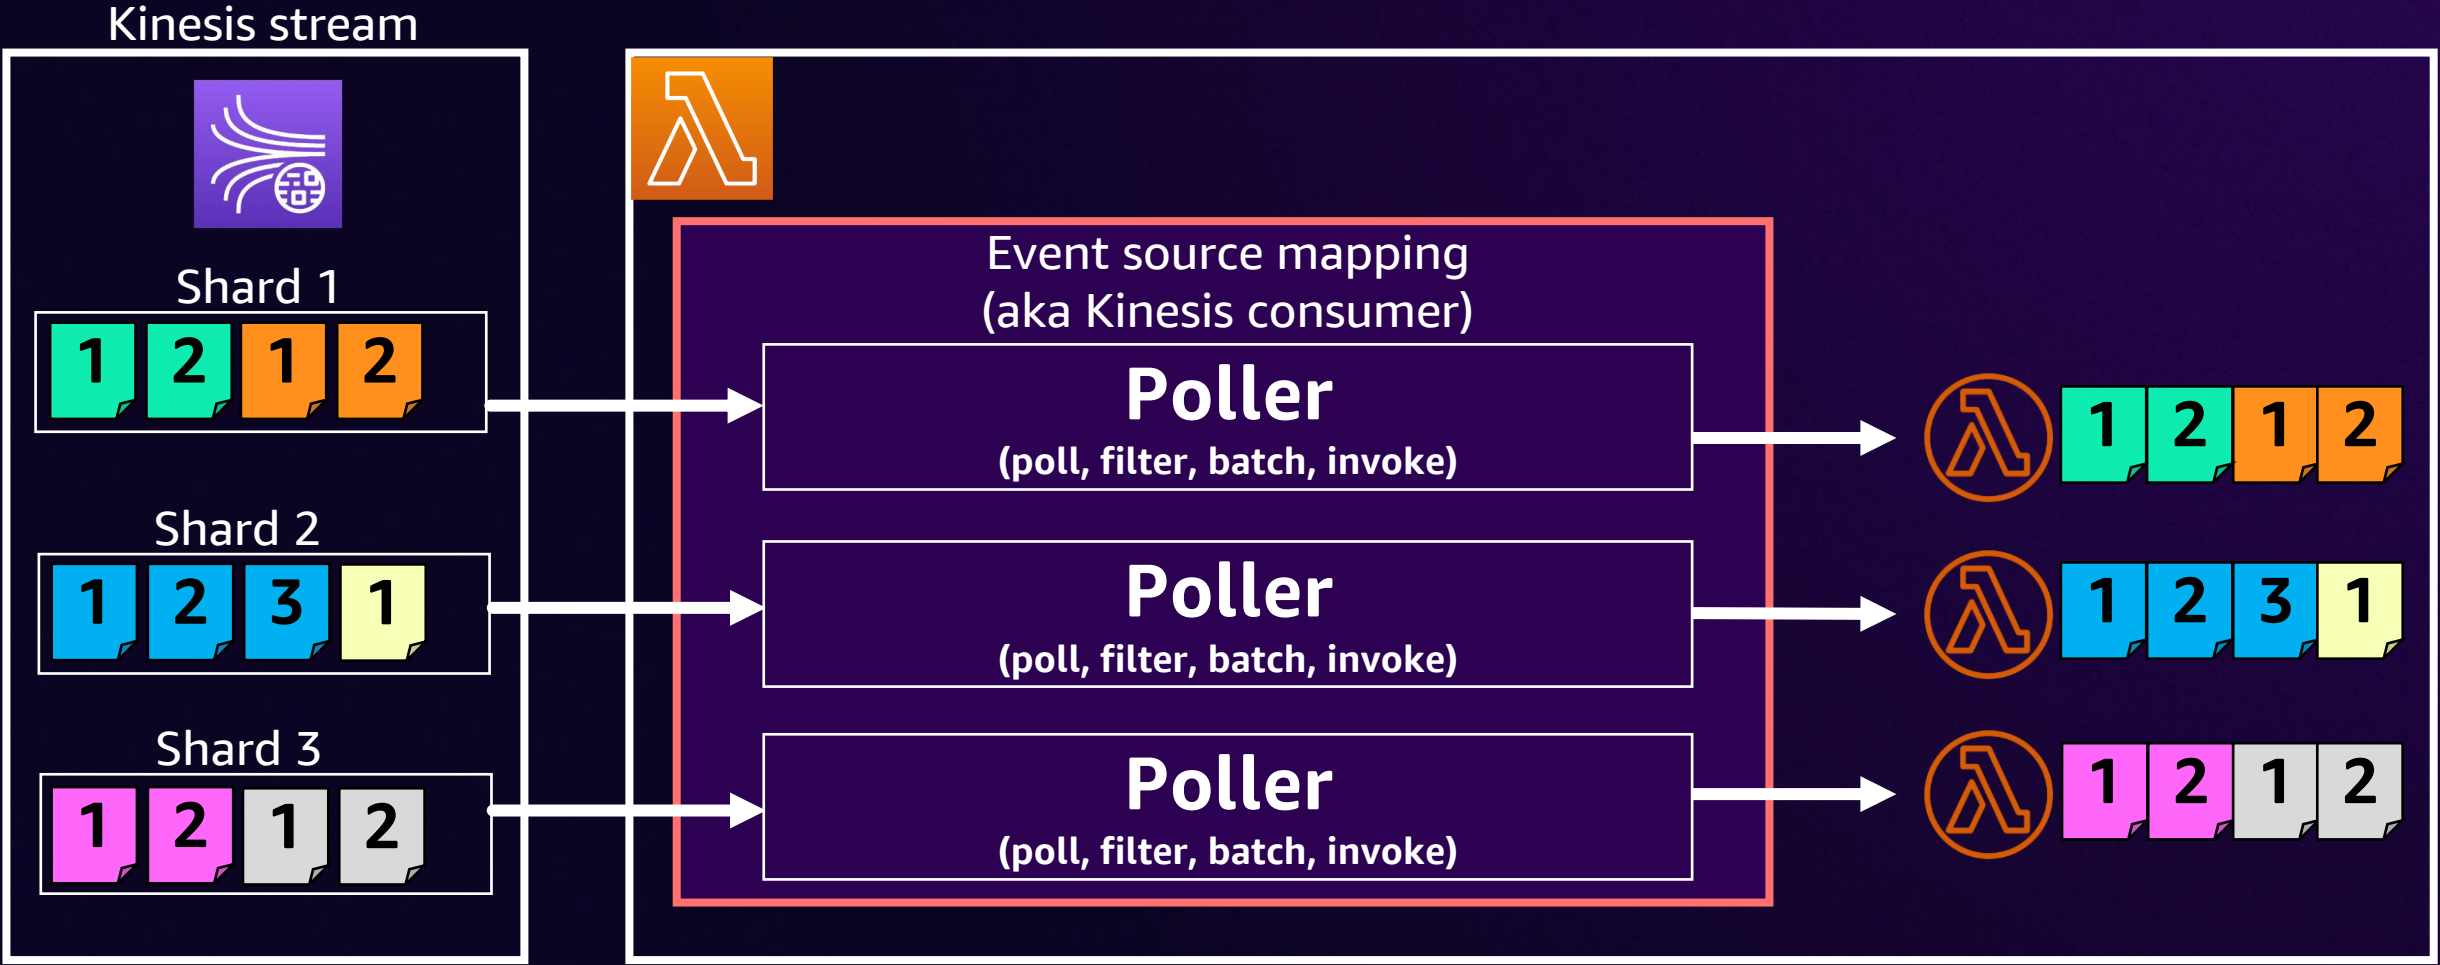 Kinesis stream
Shard 1
1 2 1 2
Shard 2
1 2 3 1
Shard 3
1 2 1 2
Event source mapping
(aka Kinesis consumer)
Poller
(poll, filter, batch, invoke)
Poller
(poll, filter, batch, invoke)
Poller
(poll, filter, batch, invoke)
1 2 1 2
1 2 3 1
1 2 1 2